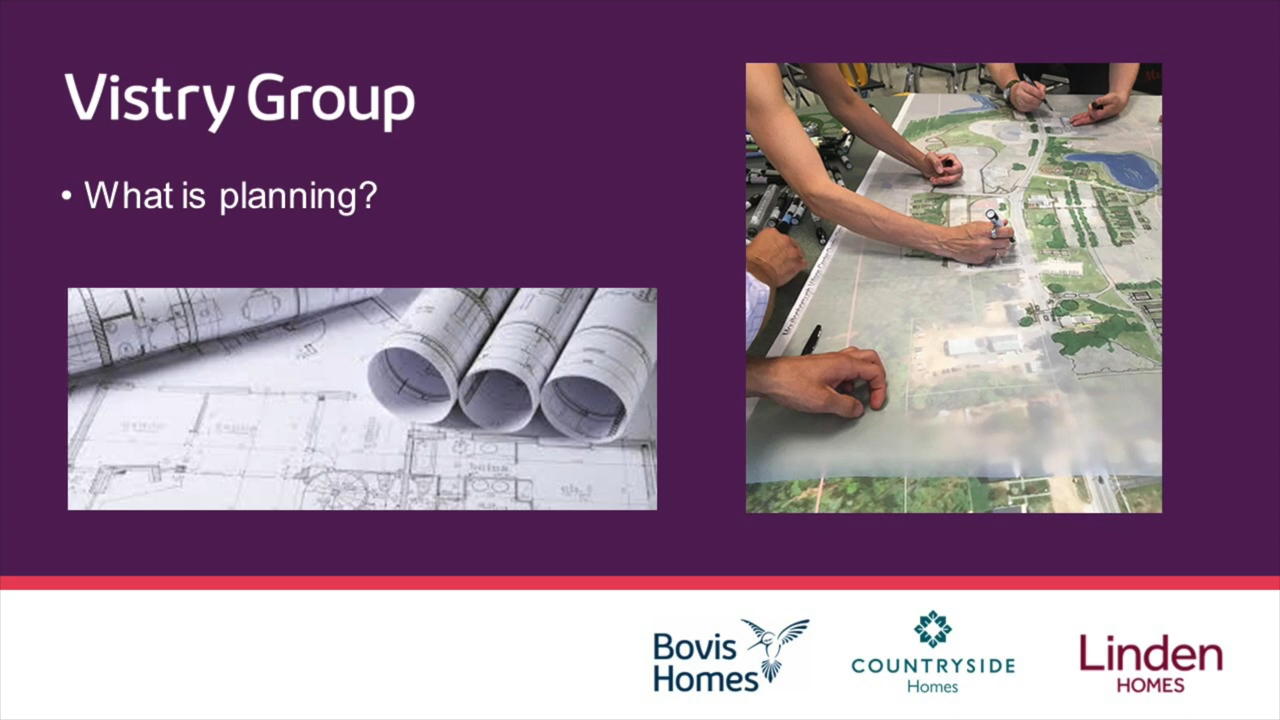 Vistry Group
• What is planning?
Bovis
Homes
COUNTRYSIDE
Homes
Linden
HOMES